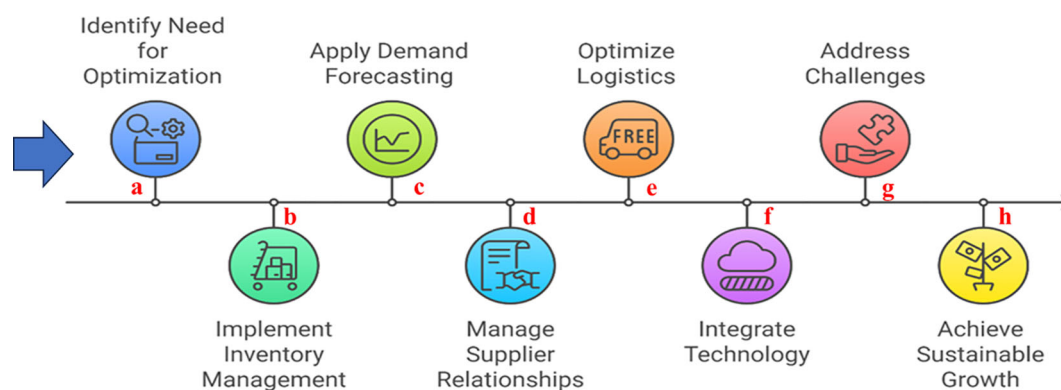 Identify Need
for
Optimization
a
Implement
Inventory
Management
b
Apply Demand
Forecasting
c
Manage
Supplier
Relationships
d
Optimize
Logistics
FREE
e
Integrate
Technology
f
Address
Challenges
g
Achieve
Sustainable
Growth
h